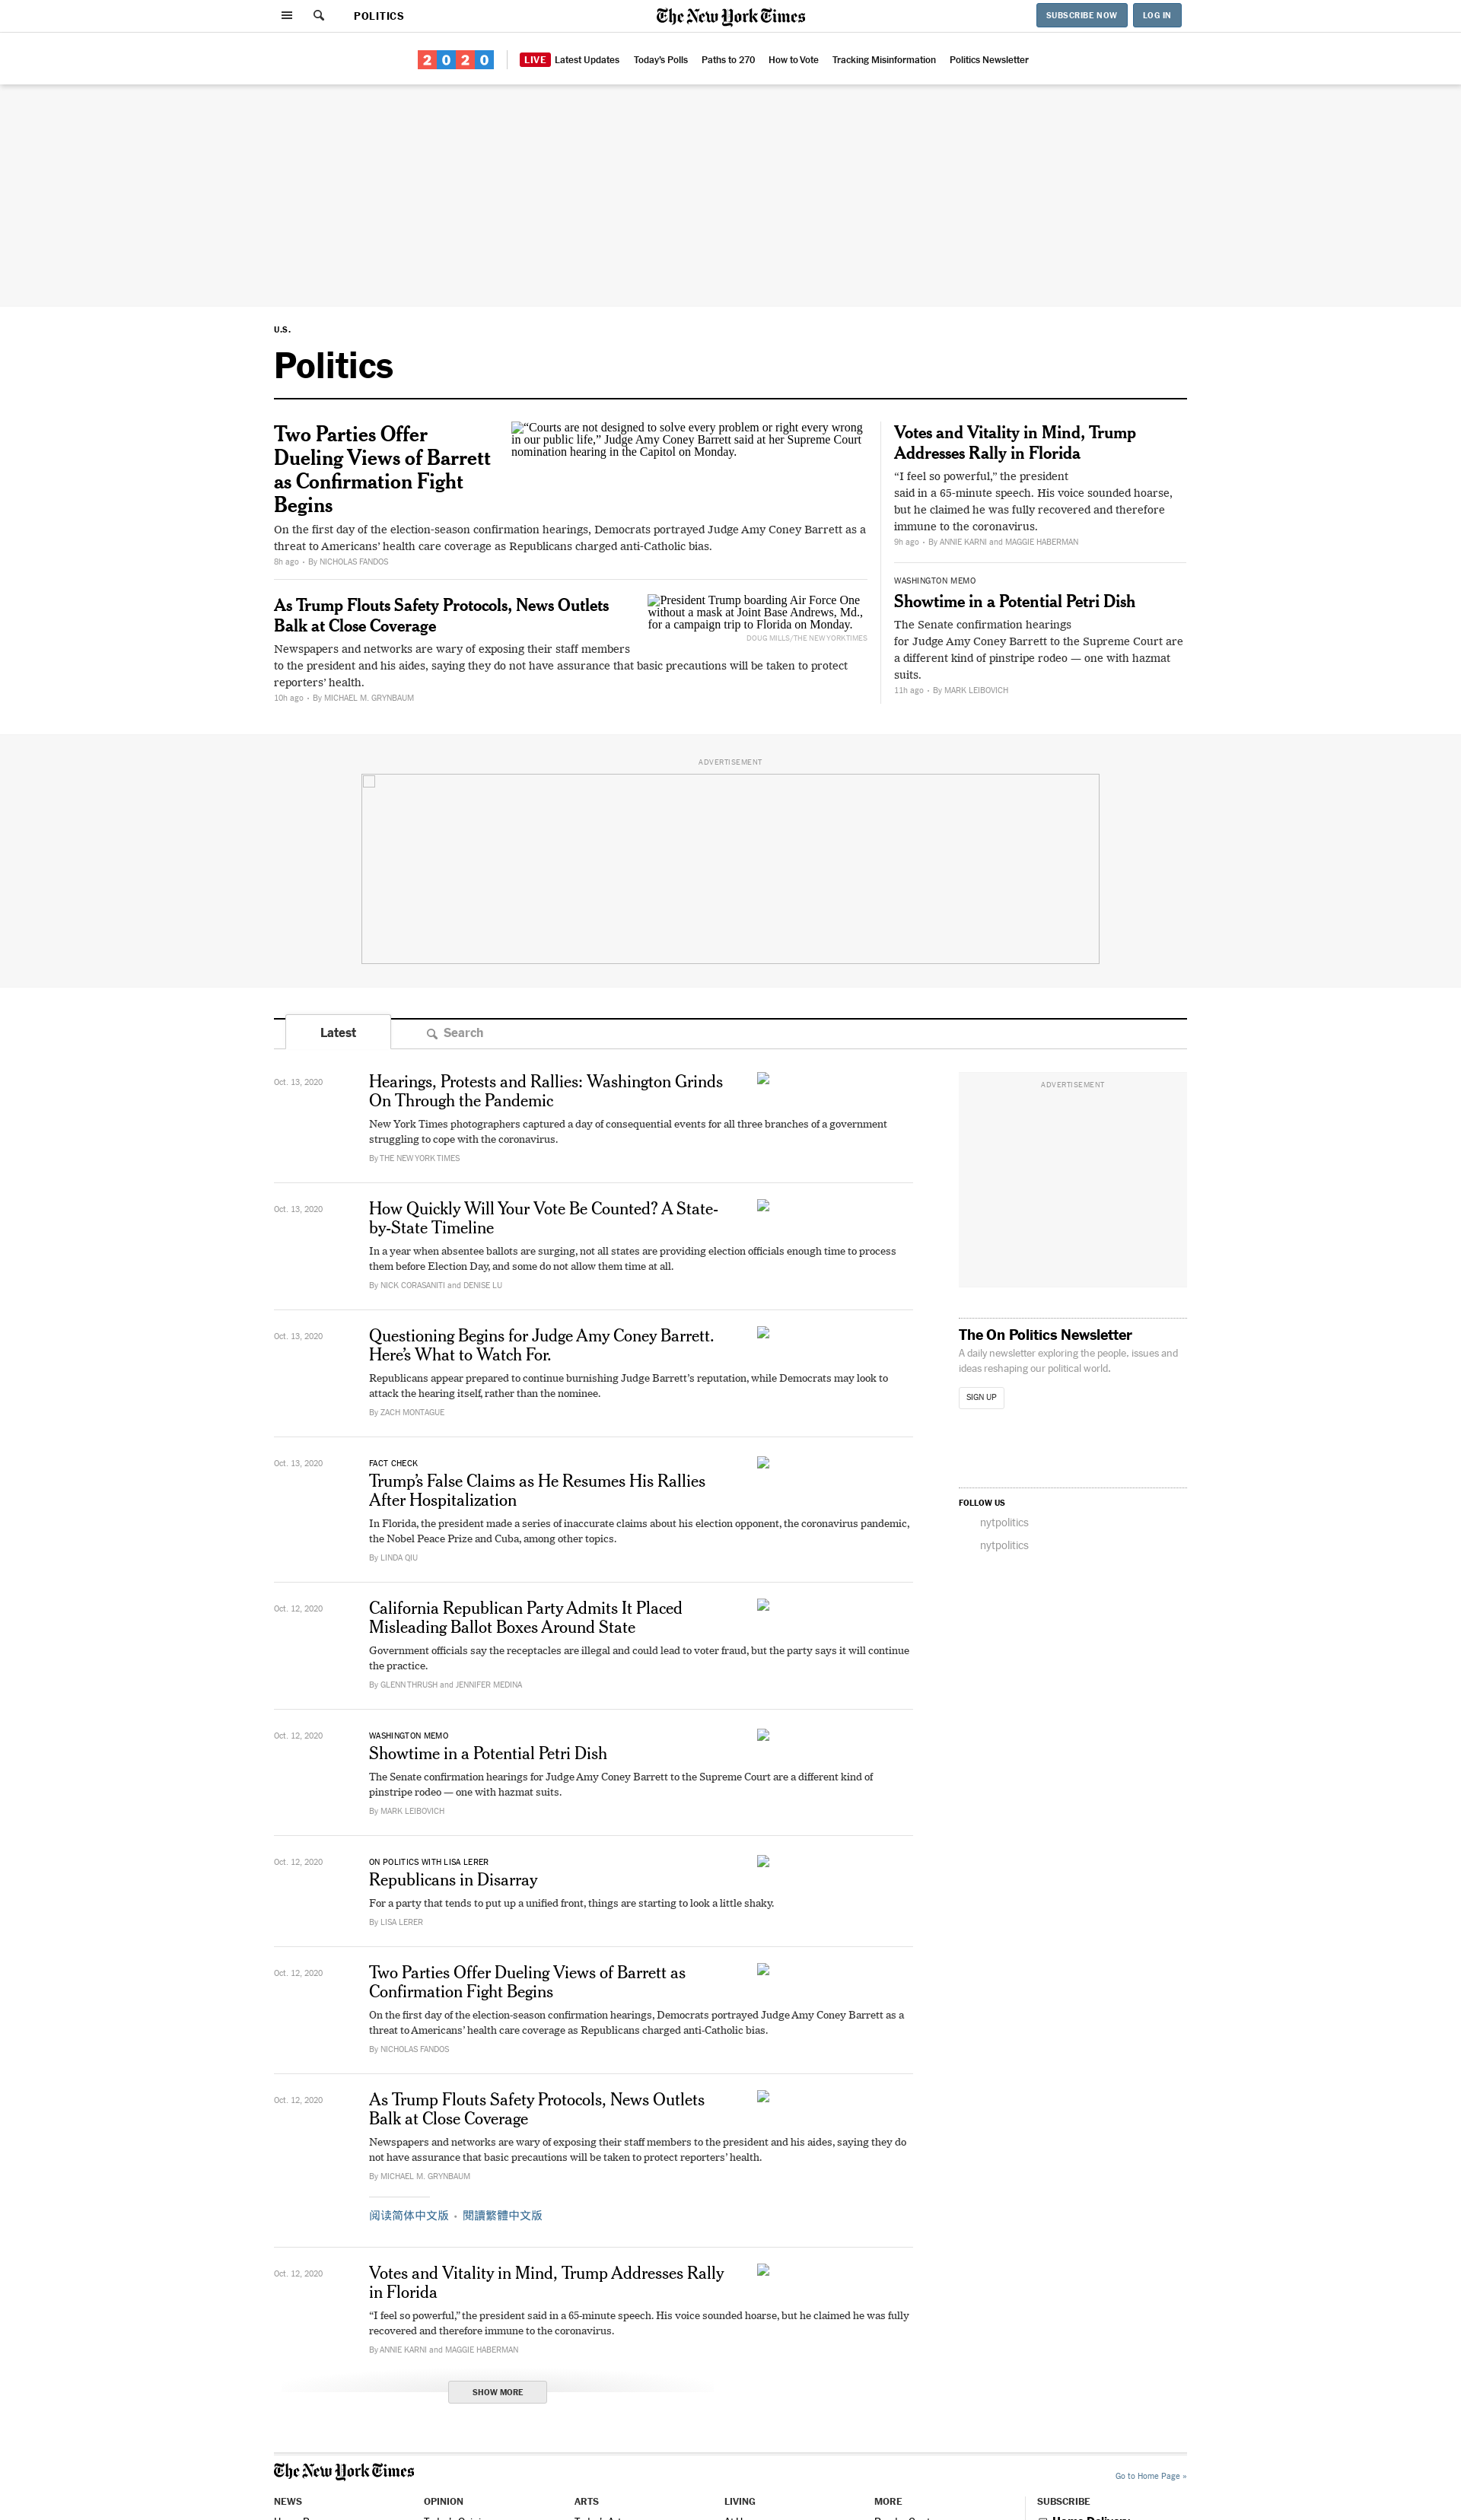 POLITICS
The New York Times
SUBSCRIBE NOW
LOG IN
2020
LIVE Latest Updates
Today's Polls
Paths to 270
How to Vote
Tracking Misinformation
Politics Newsletter
U.S.
Politics
Two Parties Offer
Dueling Views of Barrett
as Confirmation Fight
Begins
“Courts are not designed to solve every problem or right every wrong
in our public life,” Judge Amy Coney Barrett said at her Supreme Court
nomination hearing in the Capitol on Monday.
On the first day of the election-season confirmation hearings, Democrats portrayed Judge Amy Coney Barrett as a
threat to Americans’ health care coverage as Republicans charged anti-Catholic bias.
8h ago • By NICHOLAS FANDOS
As Trump Flouts Safety Protocols, News Outlets
Balk at Close Coverage
President Trump boarding Air Force One
without a mask at Joint Base Andrews, Md.,
for a campaign trip to Florida on Monday.
DOUG MILLS/THE NEW YORK TIMES
Newspapers and networks are wary of exposing their staff members
to the president and his aides, saying they do not have assurance that basic precautions will be taken to protect
reporters’ health.
10h ago • By MICHAEL M. GRYNBAUM
Votes and Vitality in Mind, Trump
Addresses Rally in Florida
“I feel so powerful,” the president
said in a 65-minute speech. His voice sounded hoarse,
but he claimed he was fully recovered and therefore
immune to the coronavirus.
9h ago • By ANNIE KARNI and MAGGIE HABERMAN
WASHINGTON MEMO
Showtime in a Potential Petri Dish
The Senate confirmation hearings
for Judge Amy Coney Barrett to the Supreme Court are
a different kind of pinstripe rodeo — one with hazmat
suits.
11h ago • By MARK LEIBOVICH
ADVERTISEMENT
Latest
Search
Oct. 13, 2020
Hearings, Protests and Rallies: Washington Grinds
On Through the Pandemic
New York Times photographers captured a day of consequential events for all three branches of a government
struggling to cope with the coronavirus.
By THE NEW YORK TIMES
Oct. 13, 2020
How Quickly Will Your Vote Be Counted? A State-
by-State Timeline
In a year when absentee ballots are surging, not all states are providing election officials enough time to process
them before Election Day, and some do not allow them time at all.
By NICK CORASANITI and DENISE LU
Oct. 13, 2020
Questioning Begins for Judge Amy Coney Barrett.
Here’s What to Watch For.
Republicans appear prepared to continue burnishing Judge Barrett’s reputation, while Democrats may look to
attack the hearing itself, rather than the nominee.
By ZACH MONTAGUE
Oct. 13, 2020
FACT CHECK
Trump’s False Claims as He Resumes His Rallies
After Hospitalization
In Florida, the president made a series of inaccurate claims about his election opponent, the coronavirus pandemic,
the Nobel Peace Prize and Cuba, among other topics.
By LINDA QIU
Oct. 12, 2020
California Republican Party Admits It Placed
Misleading Ballot Boxes Around State
Government officials say the receptacles are illegal and could lead to voter fraud, but the party says it will continue
the practice.
By GLENN THRUSH and JENNIFER MEDINA
Oct. 12, 2020
WASHINGTON MEMO
Showtime in a Potential Petri Dish
The Senate confirmation hearings for Judge Amy Coney Barrett to the Supreme Court are a different kind of
pinstripe rodeo — one with hazmat suits.
By MARK LEIBOVICH
Oct. 12, 2020
ON POLITICS WITH LISA LERER
Republicans in Disarray
For a party that tends to put up a unified front, things are starting to look a little shaky.
By LISA LERER
Oct. 12, 2020
Two Parties Offer Dueling Views of Barrett as
Confirmation Fight Begins
On the first day of the election-season confirmation hearings, Democrats portrayed Judge Amy Coney Barrett as a
threat to Americans’ health care coverage as Republicans charged anti-Catholic bias.
By NICHOLAS FANDOS
Oct. 12, 2020
As Trump Flouts Safety Protocols, News Outlets
Balk at Close Coverage
Newspapers and networks are wary of exposing their staff members to the president and his aides, saying they do
not have assurance that basic precautions will be taken to protect reporters’ health.
By MICHAEL M. GRYNBAUM
阅读简体中文版 • 閱讀繁體中文版
Oct. 12, 2020
Votes and Vitality in Mind, Trump Addresses Rally
in Florida
“I feel so powerful,” the president said in a 65-minute speech. His voice sounded hoarse, but he claimed he was fully
recovered and therefore immune to the coronavirus.
By ANNIE KARNI and MAGGIE HABERMAN
SHOW MORE
ADVERTISEMENT
The On Politics Newsletter
A daily newsletter exploring the people, issues and
ideas reshaping our political world.
SIGN UP
FOLLOW US
nytpolitics
nytpolitics
The New York Times
Go to Home Page »
NEWS
OPINION
ARTS
LIVING
MORE
SUBSCRIBE